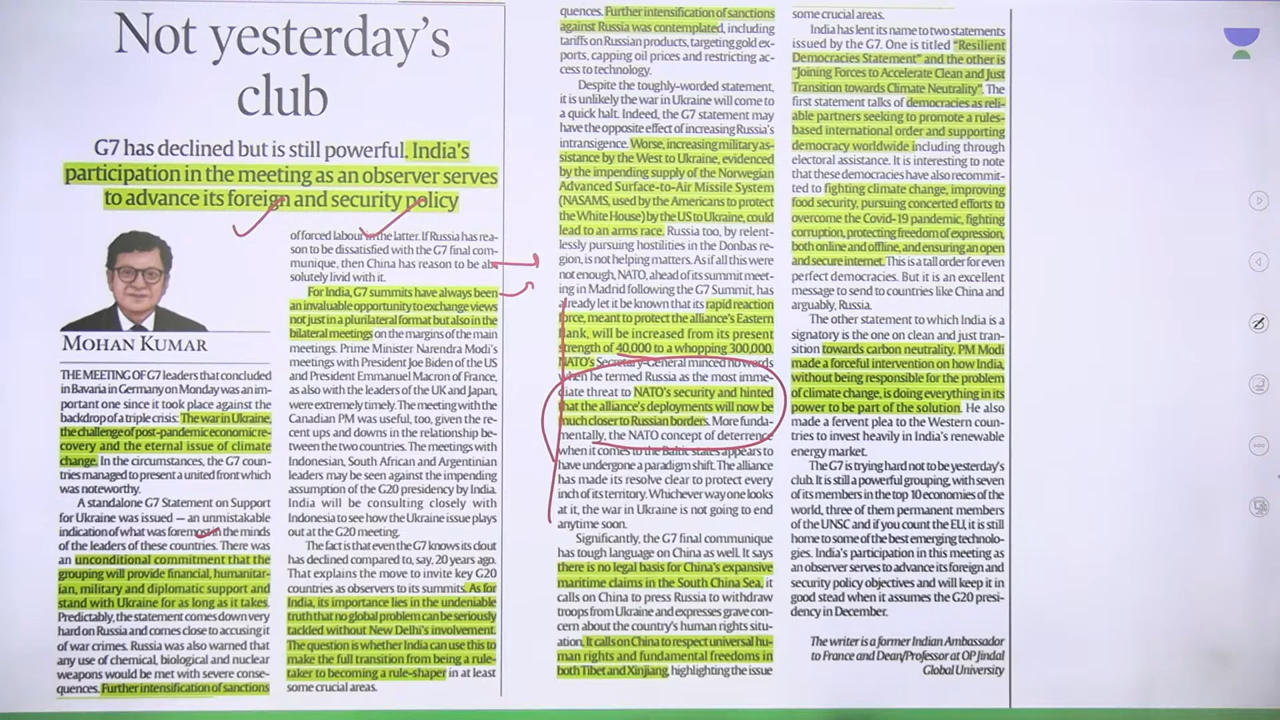 Not yesterday's
club
G7 has declined but is still powerful. India's
participation in the meeting as an observer serves
to advance its foreign and security policy
MOHAN KUMAR
THE MEETING OF G7 leaders that concluded
in Bavaria in Germany on Monday was an im-
portant one since it took place against the
backdrop of a triple crisis: The war in Ukraine,
the challenge of post-pandemic economic re-
covery and the eternal issue of climate
change. In the circumstances, the G7 coun-
tries managed to present a united front which
was noteworthy.
A standalone G7 Statement on Support
for Ukraine was issued — an unmistakable
indication of what was foremost in the minds
of the leaders of these countries. There was
an unconditional commitment that the
grouping will provide financial, humanitar-
ian, military and diplomatic support and
stand with Ukraine for as long as it takes.
Predictably, the statement comes down very
hard on Russia and comes close to accusing it
of war crimes. Russia was also warned that
any use of chemical, biological and nuclear
weapons would be met with severe conse-
quences. Further intensification of sanctions
of forced labour in the latter. If Russia has rea-
son to be dissatisfied with the G7 final com-
munique, then China has reason to be ab-
solutely livid with it.
For India, G7 summits have always been
an invaluable opportunity to exchange views
not just in a plurilateral format but also in the
bilateral meetings on the margins of the main
meetings. Prime Minister Narendra Modi's
meetings with President Joe Biden of the US
and President Emmanuel Macron of France,
as also with the leaders of the UK and Japan,
were extremely timely. The meeting with the
Canadian PM was useful, too, given the re-
cent ups and downs in the relationship be-
tween the two countries. The meetings with
Indonesian, South African and Argentinian
leaders may be seen against the impending
assumption of the G20 presidency by India.
India will be consulting closely with
Indonesia to see how the Ukraine issue plays
out at the G20 meeting.
The fact is that even the G7 knows its clout
has declined compared to, say, 20 years ago.
That explains the move to invite key G20
countries as observers to its summits. As for
India, its importance lies in the undeniable
truth that no global problem can be seriously
tackled without New Delhi's involvement.
The question is whether India can use this to
make the full transition from being a rule-
taker to becoming a rule-shaper in at least
some crucial areas.
quences. Further intensification of sanctions
against Russia was contemplated, including
tariffs on Russian products, targeting gold ex-
ports, capping oil prices and restricting ac-
cess to technology.
Despite the toughly-worded statement,
it is unlikely the war in Ukraine will come to
a quick halt. Indeed, the G7 statement may
have the opposite effect of increasing Russia's
intransigence. Worse, increasing military as-
sistance by the West to Ukraine, evidenced
by the impending supply of the Norwegian
Advanced Surface-to-Air Missile System
(NASAMS, used by the Americans to protect
the White House) by the US to Ukraine, could
lead to an arms race. Russia too, by relent-
lessly pursuing hostilities in the Donbas re-
gion, is not helping matters. As if all this were
not enough, NATO, ahead of its summit meet-
ing in Madrid following the G7 Summit, has
already let it be known that its rapid reaction
force, meant to protect the alliance's Eastern
flank, will be increased from its present
strength of 40,000 to a whopping 300,000.
NATO's Secretary-General minced no words
when he termed Russia as the most imme-
diate threat to NATO's security and hinted
that the alliance's deployments will now be
much closer to Russian borders. More funda-
mentally, the NATO concept of deterrence
when it comes to the Baltic states appears to
have undergone a paradigm shift. The alliance
has made its resolve clear to protect every
inch of its territory. Whichever way one looks
at it, the war in Ukraine is not going to end
anytime soon.
Significantly, the G7 final communique
has tough language on China as well. It says
there is no legal basis for China's expansive
maritime claims in the South China Sea, it
calls on China to press Russia to withdraw
troops from Ukraine and expresses grave con-
cern about the country's human rights situ-
ation. It calls on China to respect universal hu-
man rights and fundamental freedoms in
both Tibet and Xinjiang, highlighting the issue
some crucial areas.
India has lent its name to two statements
issued by the G7. One is titled "Resilient
Democracies Statement" and the other is
"Joining Forces to Accelerate Clean and Just
Transition towards Climate Neutrality". The
first statement talks of democracies as reli-
able partners seeking to promote a rules-
based international order and supporting
democracy worldwide including through
electoral assistance. It is interesting to note
that these democracies have also recommit-
ted to fighting climate change, improving
food security, pursuing concerted efforts to
overcome the Covid-19 pandemic, fighting
corruption, protecting freedom of expression,
both online and offline, and ensuring an open
and secure internet. This is a tall order for even
perfect democracies. But it is an excellent
message to send to countries like China and
arguably, Russia.
The other statement to which India is a
signatory is the one on clean and just tran-
sition towards carbon neutrality. PM Modi
made a forceful intervention on how India,
without being responsible for the problem
of climate change, is doing everything in its
power to be part of the solution. He also
made a fervent plea to the Western coun-
tries to invest heavily in India's renewable
energy market.
The G7 is trying hard not to be yesterday's
club. It is still a powerful grouping, with seven
of its members in the top 10 economies of the
world, three of them permanent members
of the UNSC and if you count the EU, it is still
home to some of the best emerging technolo-
gies. India's participation in this meeting as
an observer serves to advance its foreign and
security policy objectives and will keep it in
good stead when it assumes the G20 presi-
dency in December.
The writer is a former Indian Ambassador
to France and Dean/Professor at OP Jindal
Global University